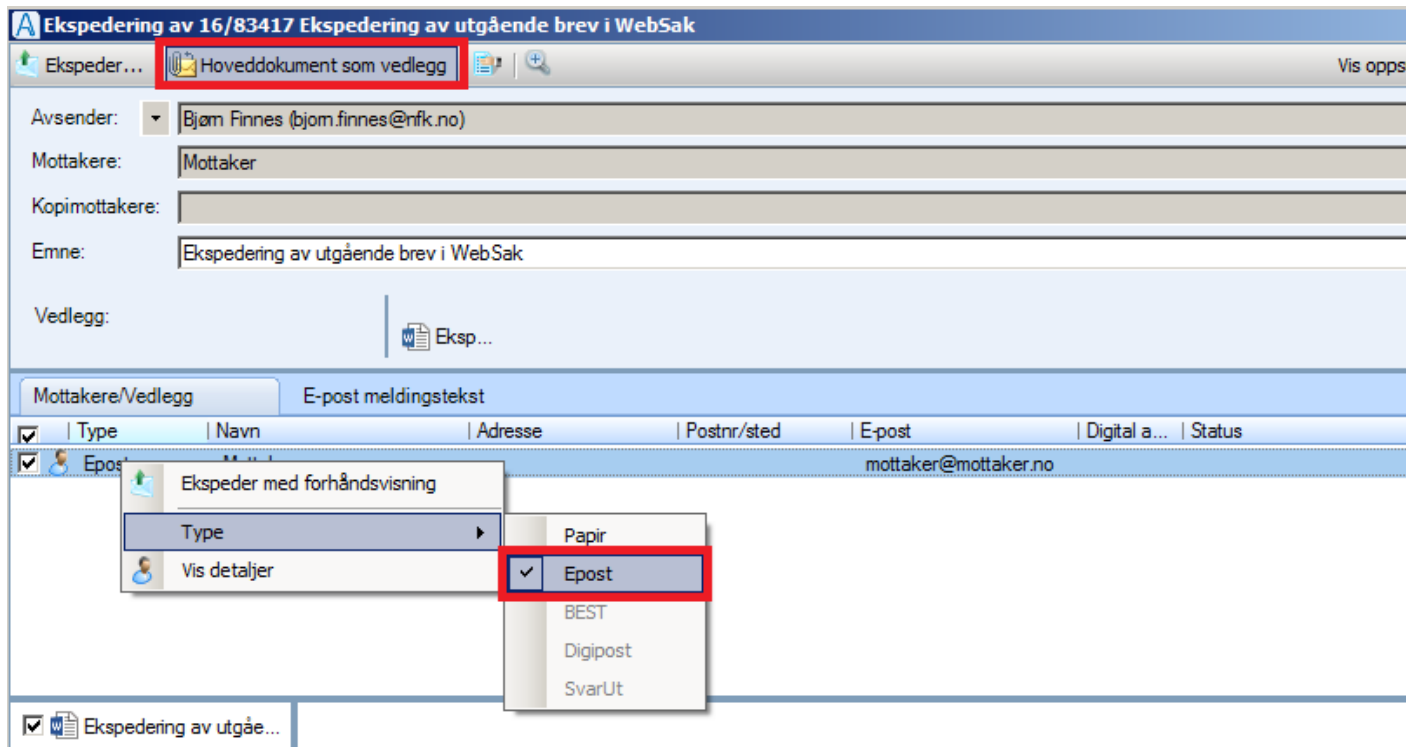 Ekspedering av 16/83417 Ekspedering av utgående brev i WebSak
Ekspeder... Hoveddokument som vedlegg Vis opps
Avsender: Bjørn Finnes (bjorn.finnes@nfk.no)
Mottakere: Mottaker
Kopimottakere:
Emne: Ekspedering av utgående brev i WebSak
Vedlegg: Eksp...
Mottakere/Vedlegg E-post meldingstekst
Type Navn Adresse Postnr/sted E-post Digital a... Status
Epost mottaker@mottaker.no
Ekspeder med forhåndsvisning
Type
Vis detaljer
Papir
Epost
BEST
Digipost
SvarUt
Ekspedering av utgåe...